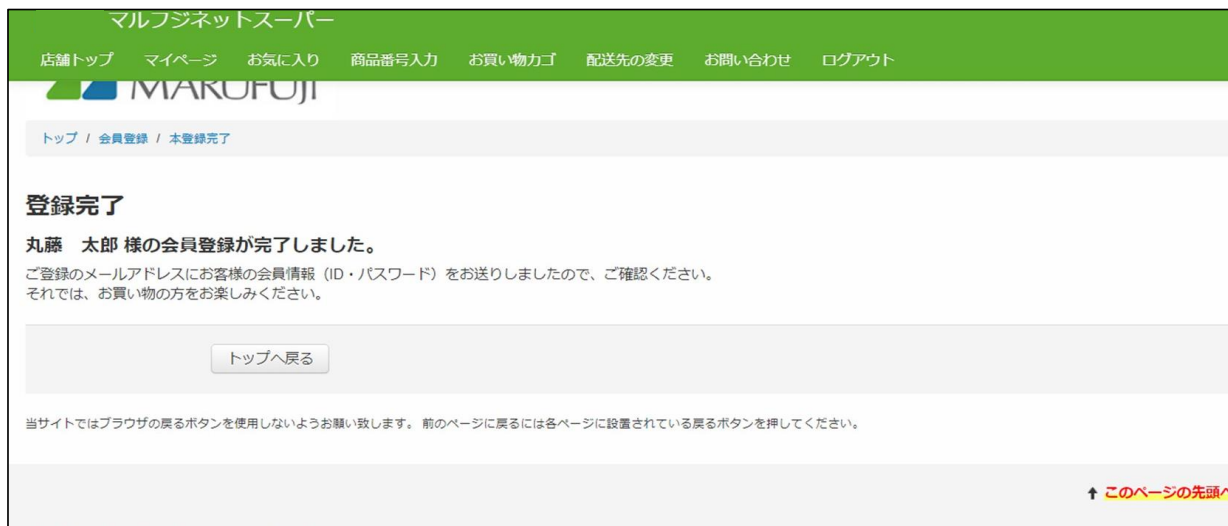 マルフジネットスーパー
店舗トップ マイページ お気に入り 商品番号入力 お買い物カゴ 配送先の変更 お問い合わせ ログアウト
MARUFUJI
トップ / 会員登録 / 本登録完了
登録完了
丸藤　太郎 様の会員登録が完了しました。
ご登録のメールアドレスにお客様の会員情報（ID・パスワード）をお送りしましたので、ご確認ください。
それでは、お買い物の方をお楽しみください。
トップへ戻る
当サイトではブラウザの戻るボタンを使用しないようお願い致します。 前のページに戻るには各ページに設置されている戻るボタンを押してください。
↑ このページの先頭へ